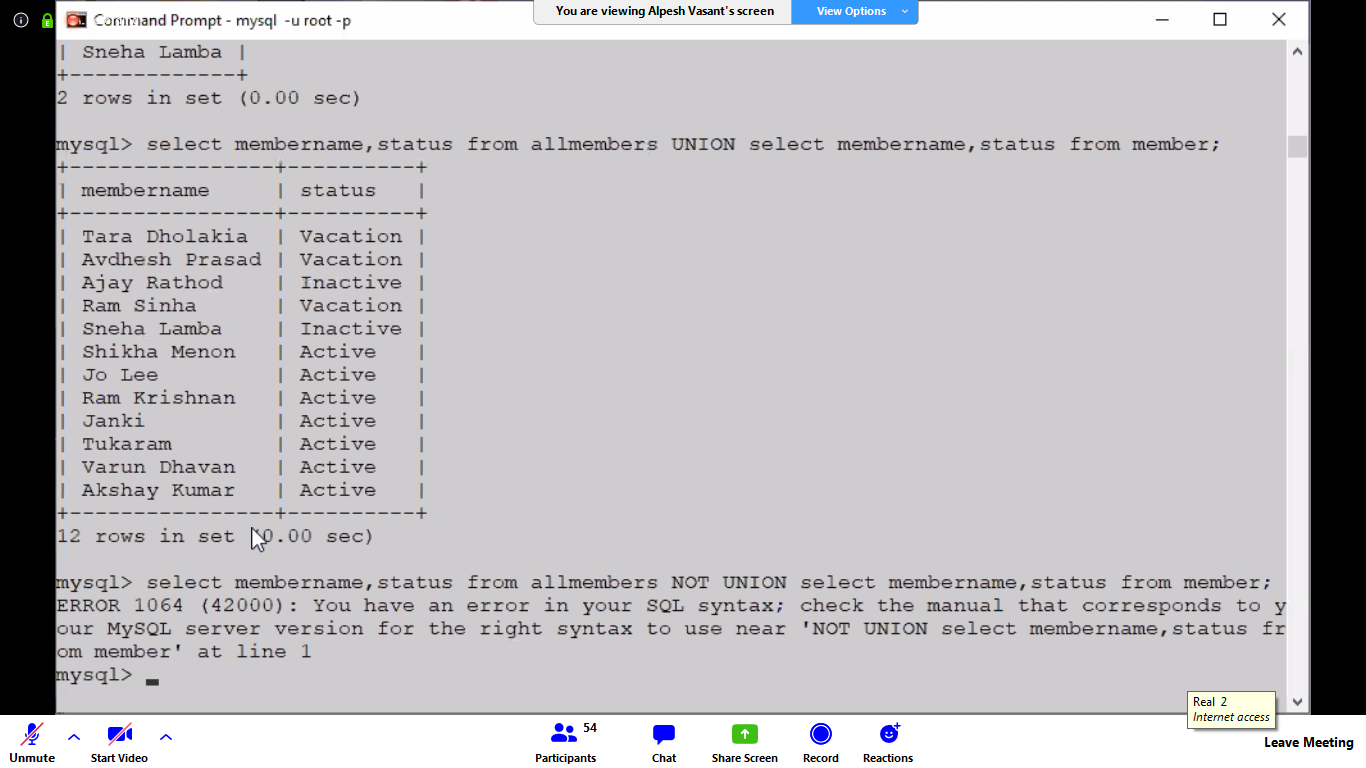 Command Prompt - mysql -u root -p
You are viewing Alpesh Vasant's screen View Options
| Sneha Lamba |
+-------------+
2 rows in set (0.00 sec)
mysql> select membername,status from allmembers UNION select membername,status from member;
+----------------+----------+
| membername | status |
+----------------+----------+
| Tara Dholakia | Vacation |
| Avdhesh Prasad | Vacation |
| Ajay Rathod | Inactive |
| Ram Sinha | Vacation |
| Sneha Lamba | Inactive |
| Shikha Menon | Active |
| Jo Lee | Active |
| Ram Krishnan | Active |
| Janki | Active |
| Tukaram | Active |
| Varun Dhavan | Active |
| Akshay Kumar | Active |
+----------------+----------+
12 rows in set (0.00 sec)
mysql> select membername,status from allmembers NOT UNION select membername,status from member;
ERROR 1064 (42000): You have an error in your SQL syntax; check the manual that corresponds to y
our MySQL server version for the right syntax to use near 'NOT UNION select membername,status fr
om member' at line 1
mysql>
Real 2
Internet access
54
Unmute Start Video Participants Chat Share Screen Record Reactions Leave Meeting